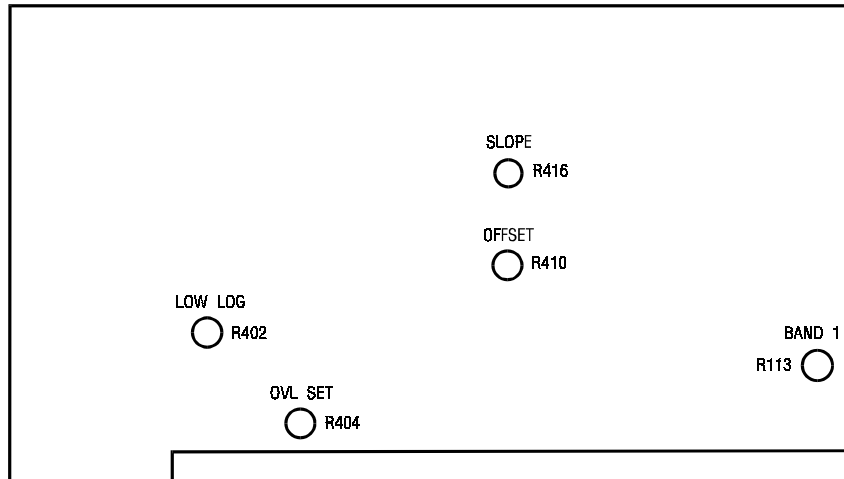 SLOPE
R416
OFFSET
R410
LOW LOG
R402
BAND 1
R113
OVL SET
R404